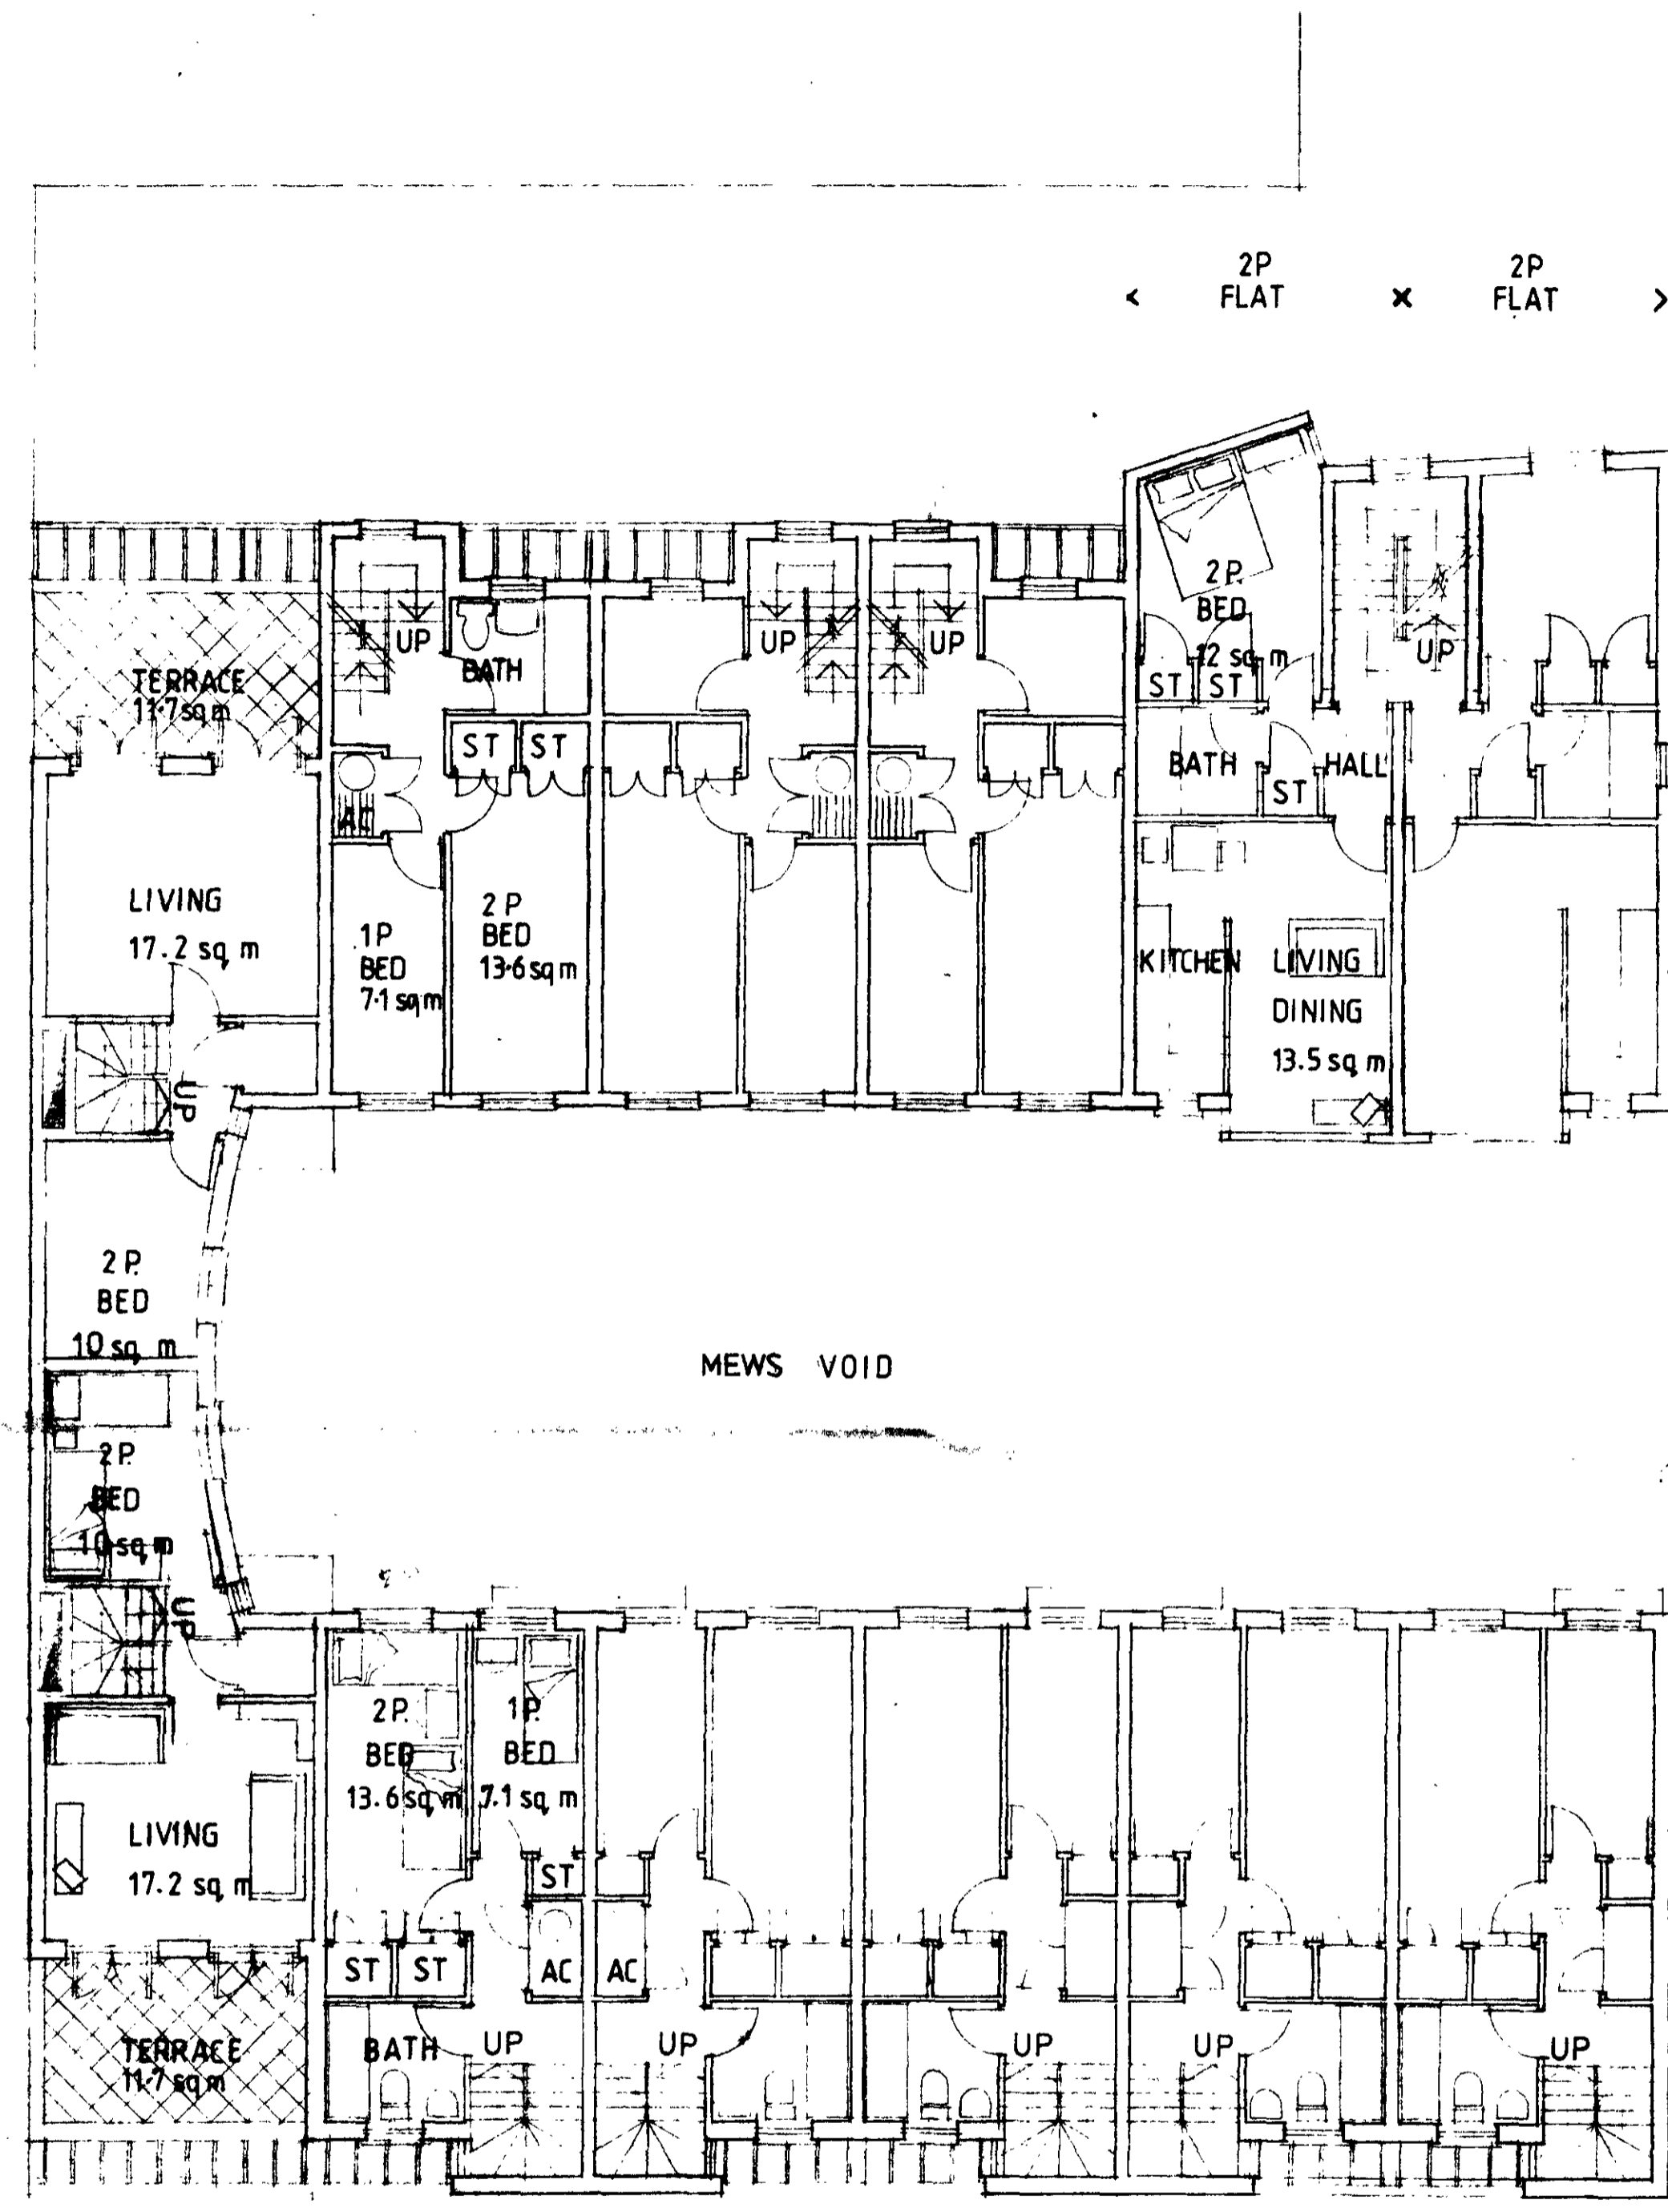 2P
FLAT
2P
FLAT
< x >
2P.
BED
12 sq m
UP
UP
UP
UP
BATH
TERRACE
11.7 sq m
ST
ST
ST
ST
BATH
HALL
ST
AC
LIVING
17.2 sq m
1P
BED
7.1 sq m
2 P
BED
13.6 sq m
KITCHEN
LIVING
DINING
13.5 sq m
UP
2 P.
BED
10 sq m
MEWS VOID
2P.
BED
10 sq m
UP
2P.
BED
13.6 sq m
1P.
BED
7.1 sq m
LIVING
17.2 sq m
ST
ST
ST
AC
AC
TERRACE
11.7 sq m
BATH
UP
UP
UP
UP
UP